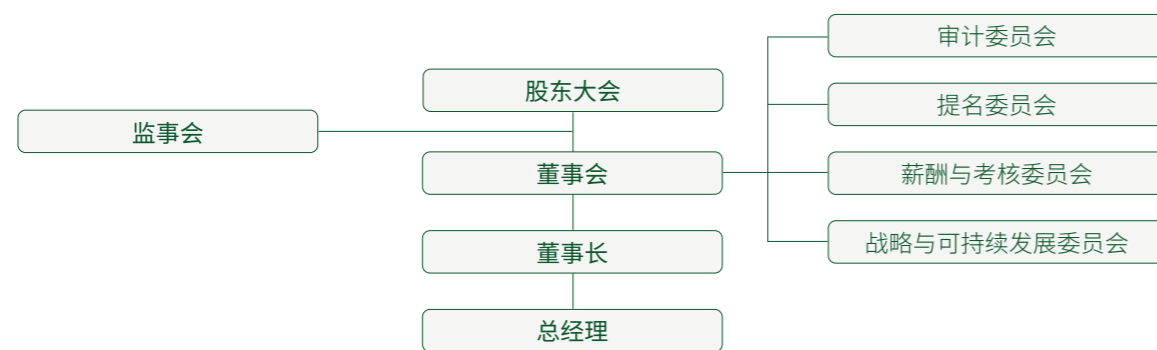 股东大会
监事会
董事会
董事长
总经理
审计委员会
提名委员会
薪酬与考核委员会
战略与可持续发展委员会